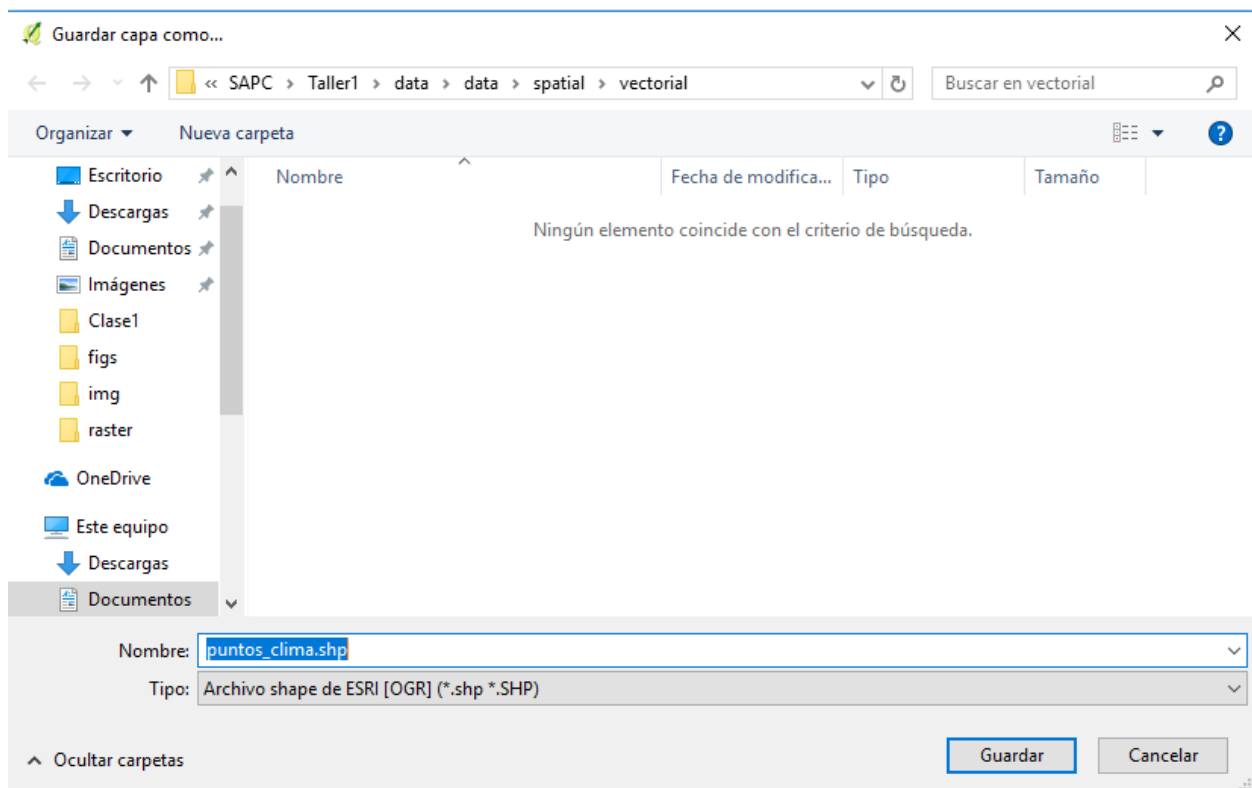 Guardar capa como...
« SAPC > Taller1 > data > data > spatial > vectorial
Buscar en vectorial
Organizar
Nueva carpeta
Nombre
Fecha de modifica...
Tipo
Tamaño
Ningún elemento coincide con el criterio de búsqueda.
Escritorio
Descargas
Documentos
Imágenes
Clase1
figs
img
raster
OneDrive
Este equipo
Descargas
Documentos
Nombre: puntos_clima.shp
Tipo: Archivo shape de ESRI [OGR] (*.shp *.SHP)
Ocultar carpetas
Guardar
Cancelar